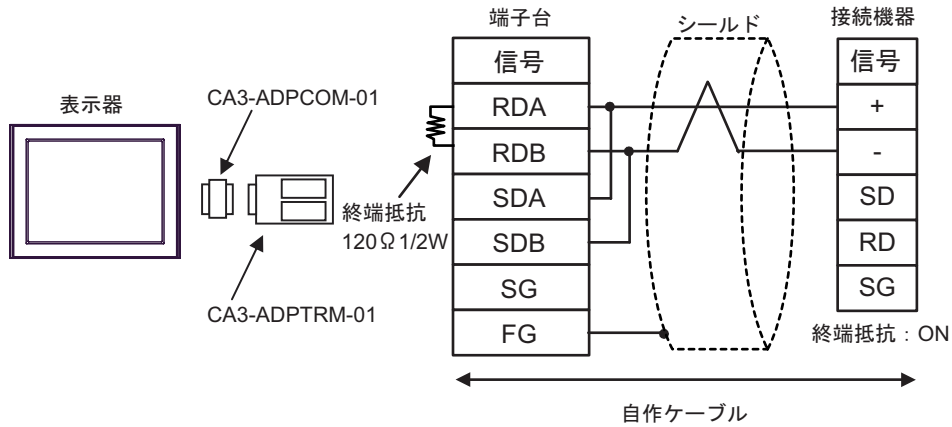 端子台
シールド
接続機器
信号
信号
表示器
CA3-ADPCOM-01
RDA
+
RDB
-
終端抵抗
120Ω1/2W
SDA
SD
SDB
RD
SG
SG
CA3-ADPTRM-01
FG
終端抵抗：ON
自作ケーブル